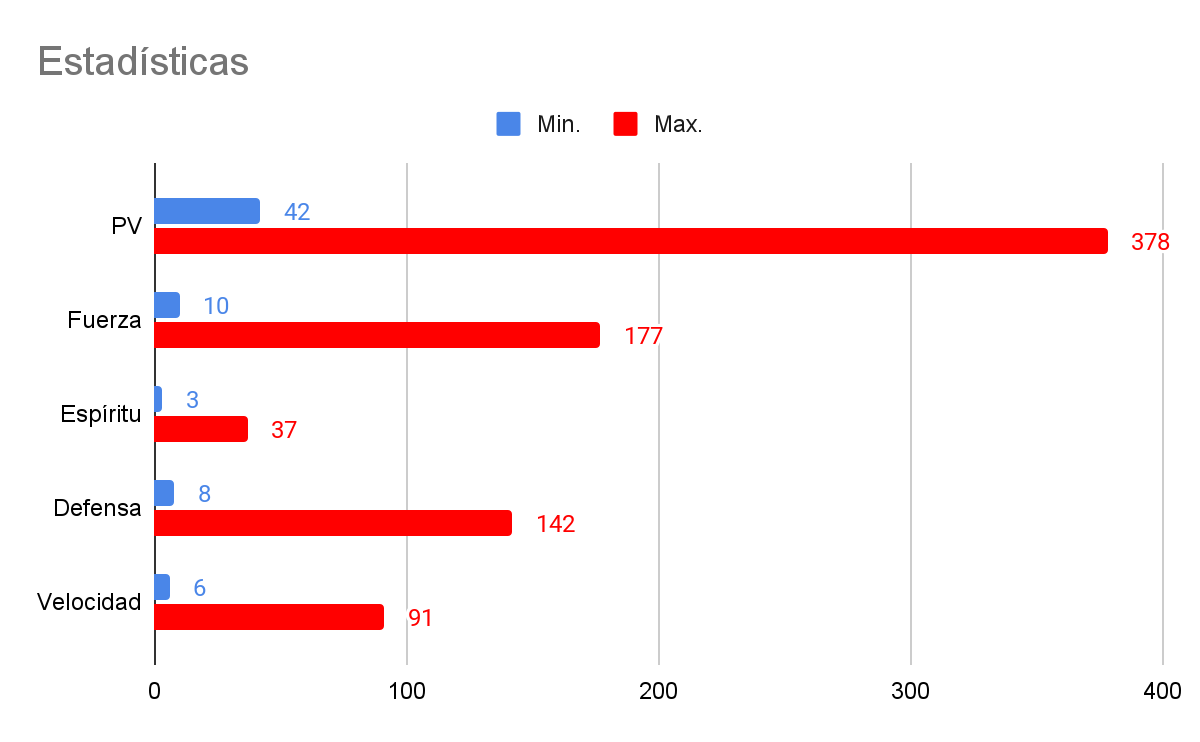 Estadísticas
Min. Max.
PV 42
378
Fuerza 10
177
Espíritu 3
37
Defensa 8
142
Velocidad 6
91
0 100 200 300 400